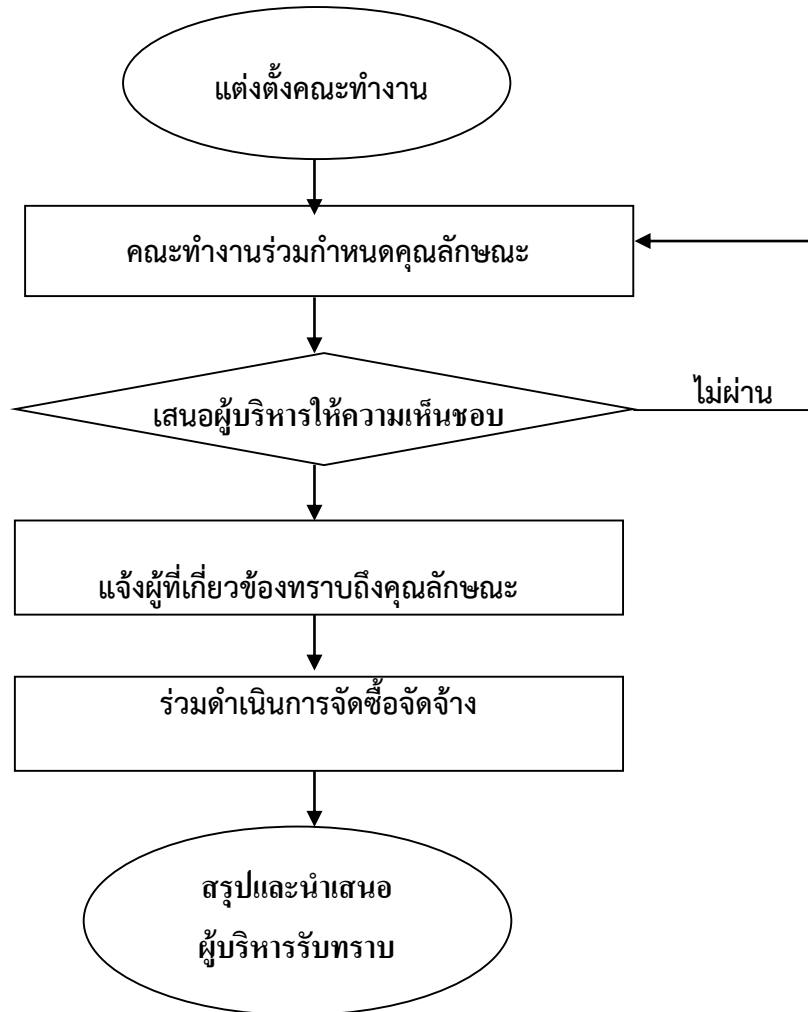 แต่งตั้งคณะทำงาน
คณะทำงานร่วมกำหนดคุณลักษณะ
เสนอผู้บริหารให้ความเห็นชอบ
ไม่ผ่าน
แจ้งผู้ที่เกี่ยวข้องทราบถึงคุณลักษณะ
ร่วมดำเนินการจัดซื้อจัดจ้าง
สรุปและนำเสนอ
ผู้บริหารรับทราบ